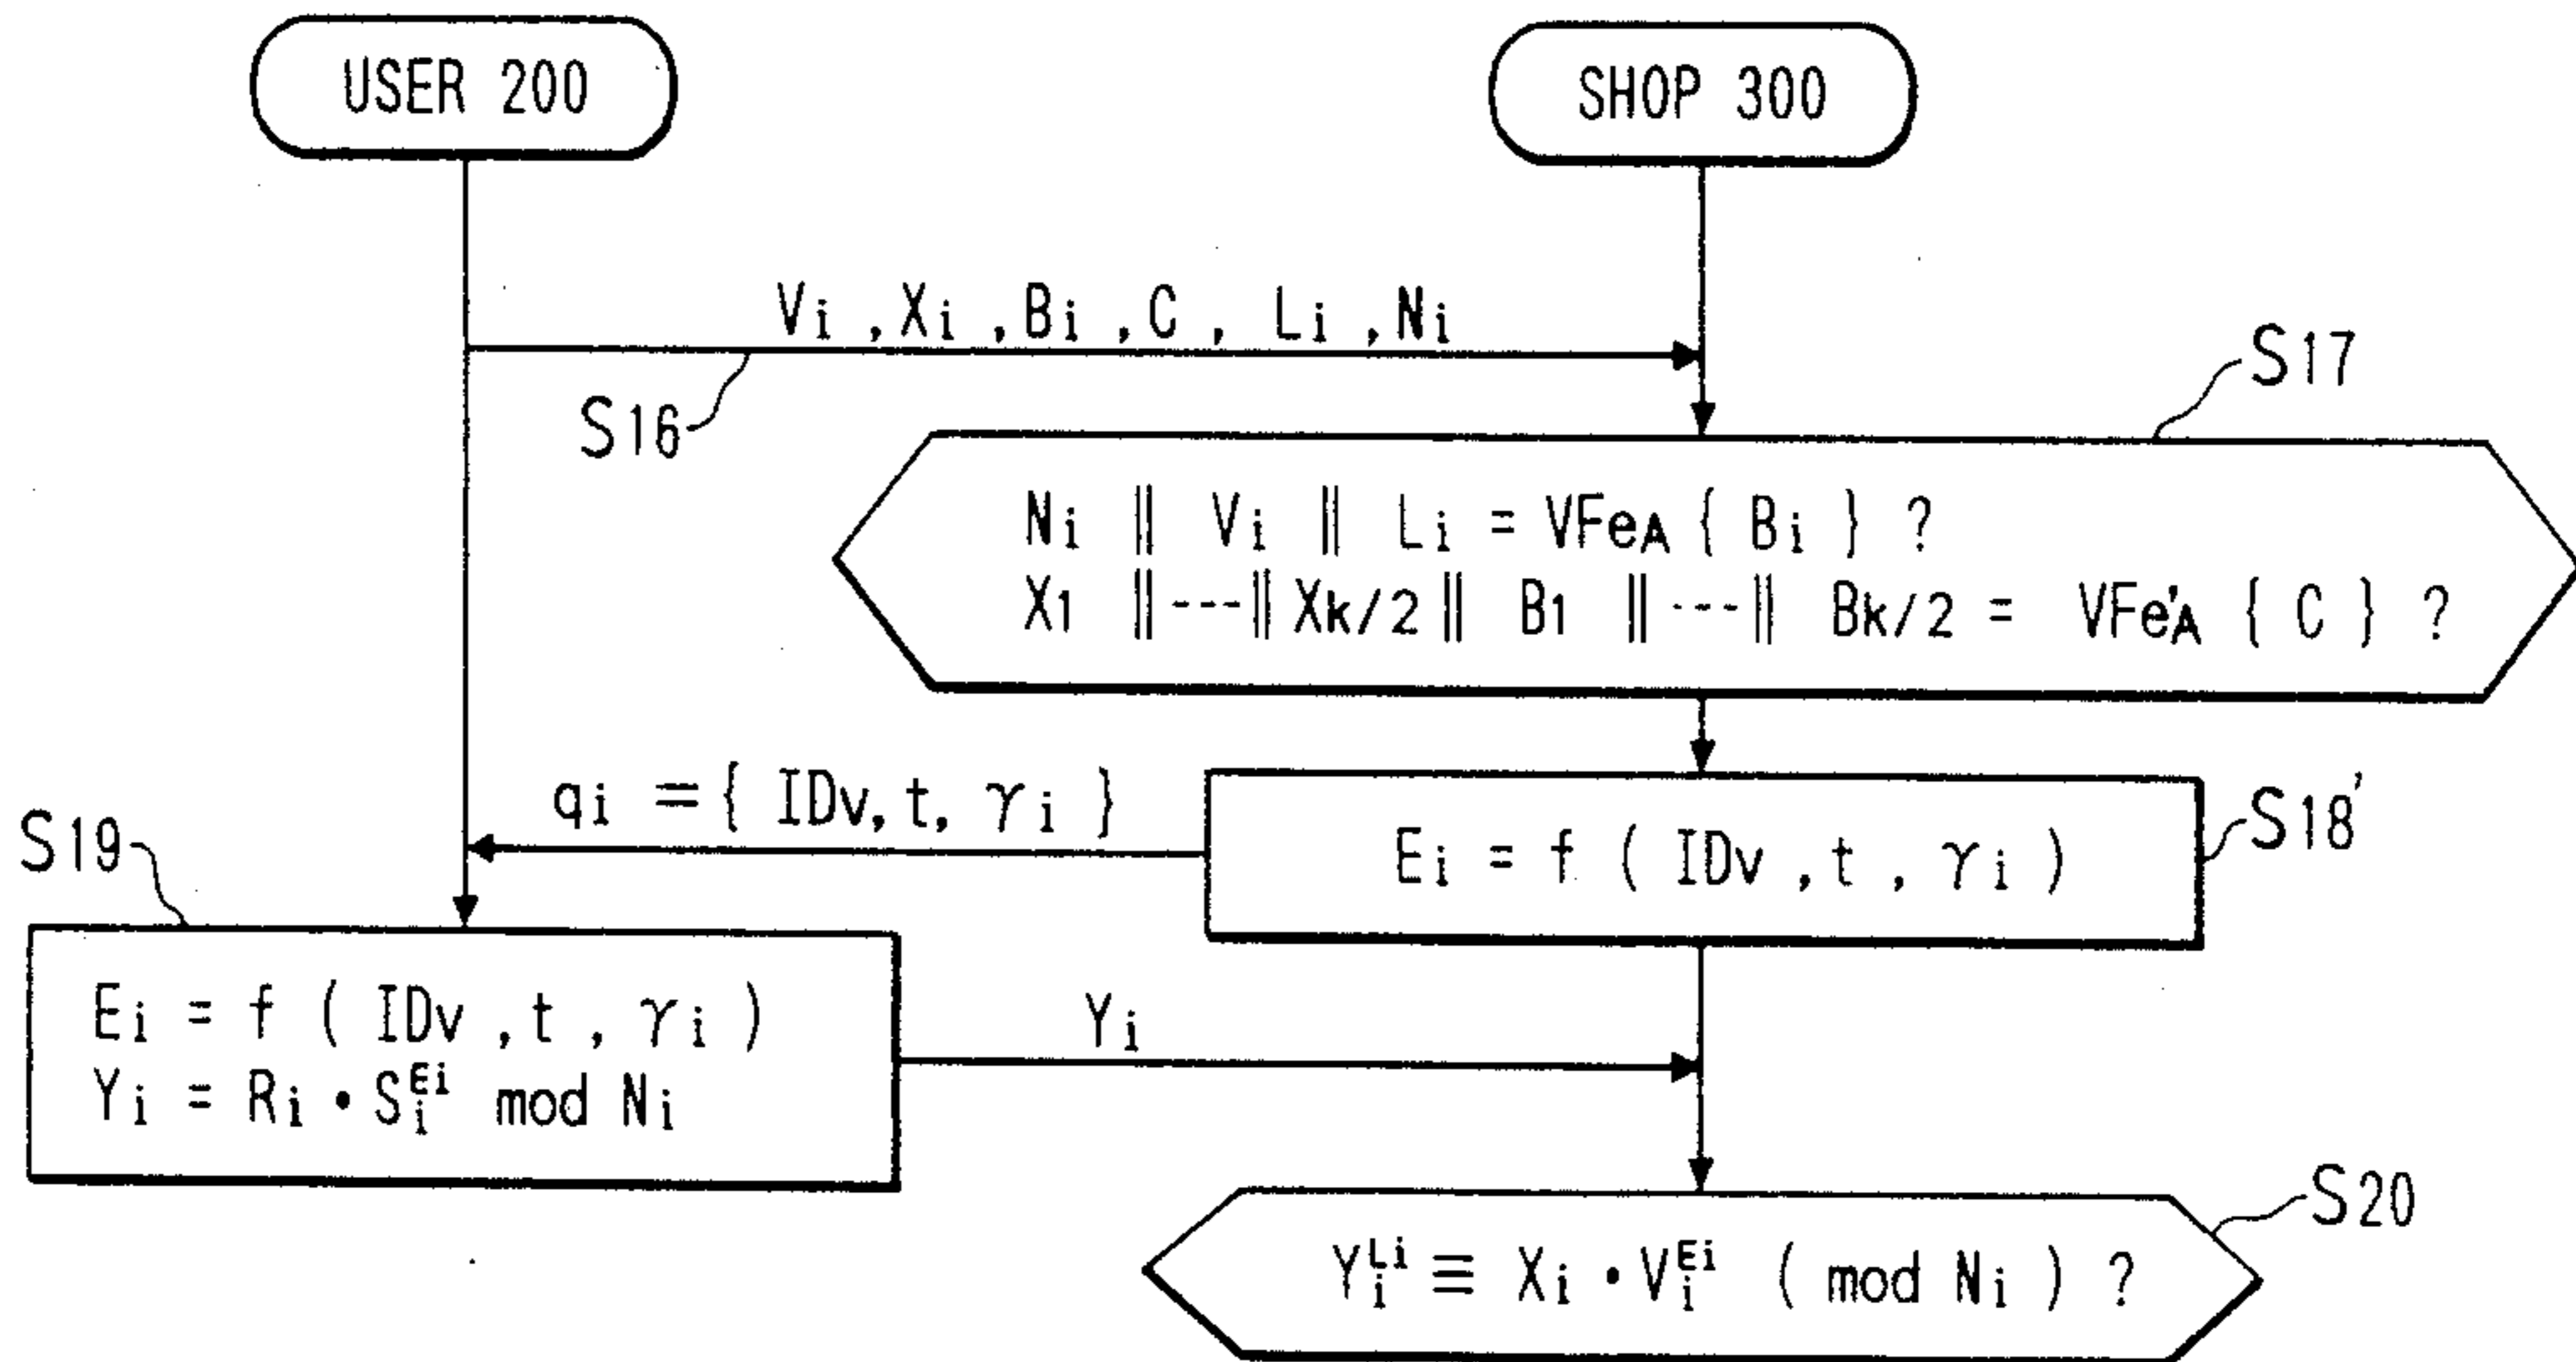 USER 200
SHOP 300
Vi , Xi , Bi , C , Li , Ni
S16
S17
Ni || Vi || Li = VFeA { Bi } ?
X1 ||---|| Xk/2 || B1 ||---|| Bk/2 = VFe'A { C } ?
qi = { IDv, t, γi }
S18'
Ei = f ( IDv , t , γi )
S19
Ei = f ( IDv , t , γi )
Yi = Ri • Si^Ei mod Ni
Yi
S20
Yi^Li ≡ Xi • Vi^Ei ( mod Ni ) ?